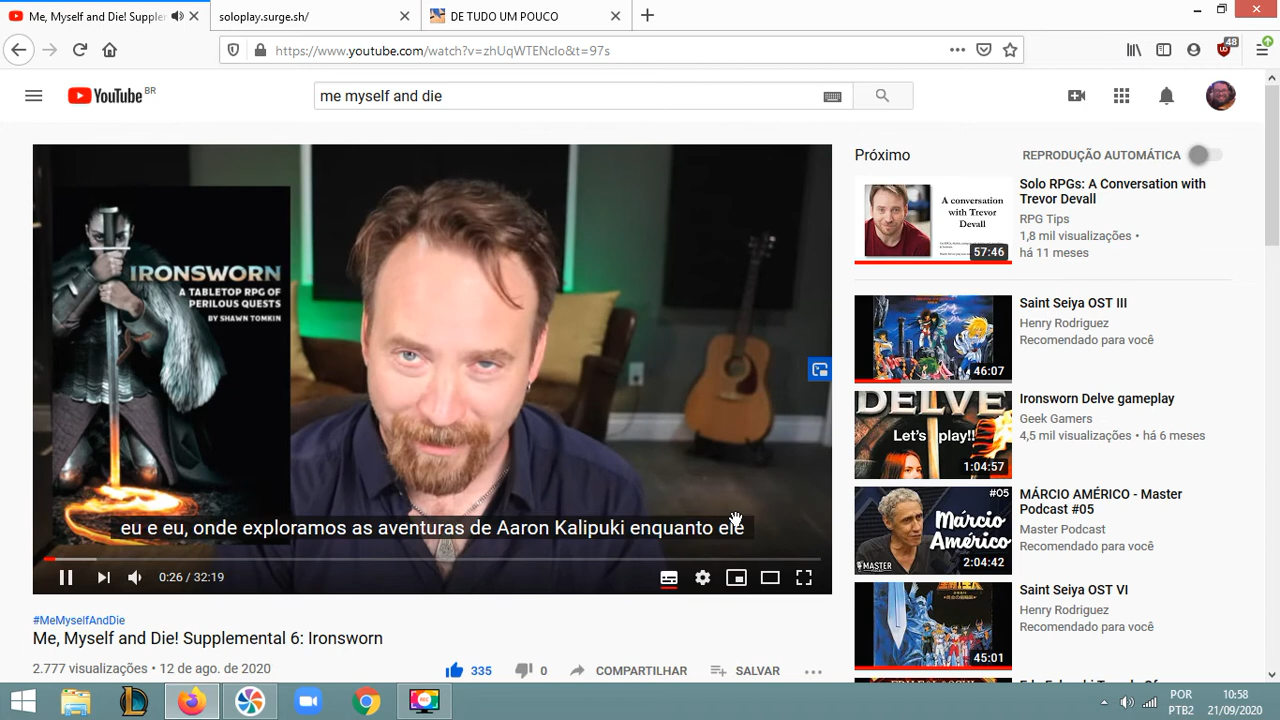 Me, Myself and Die! Supplem
soloplay.surge.sh/
DE TUDO UM POUCO
https://www.youtube.com/watch?v=zhUqWTENcIo&t=97s
48
YouTube BR
me myself and die
IRONSWORN
A TABLETOP RPG OF
PERILOUS QUESTS
BY SHAWN TOMKIN
eu e eu, onde exploramos as aventuras de Aaron Kalipuki enquanto ele
0:26 / 32:19
#MeMyselfAndDie
Me, Myself and Die! Supplemental 6: Ironsworn
2.777 visualizações • 12 de ago. de 2020
335
0
COMPARTILHAR
SALVAR
Próximo
REPRODUÇÃO AUTOMÁTICA
A conversation
with Trevor
Devall
57:46
Solo RPGs: A Conversation with
Trevor Devall
RPG Tips
1,8 mil visualizações •
há 11 meses
46:07
Saint Seiya OST III
Henry Rodriguez
Recomendado para você
DELVE
Let's play!!
1:04:57
Ironsworn Delve gameplay
Geek Gamers
4,5 mil visualizações • há 6 meses
#05
Márcio
Américo
MASTER
2:04:42
MÁRCIO AMÉRICO - Master
Podcast #05
Master Podcast
Recomendado para você
45:01
Saint Seiya OST VI
Henry Rodriguez
Recomendado para você
POR
PTB2
10:58
21/09/2020